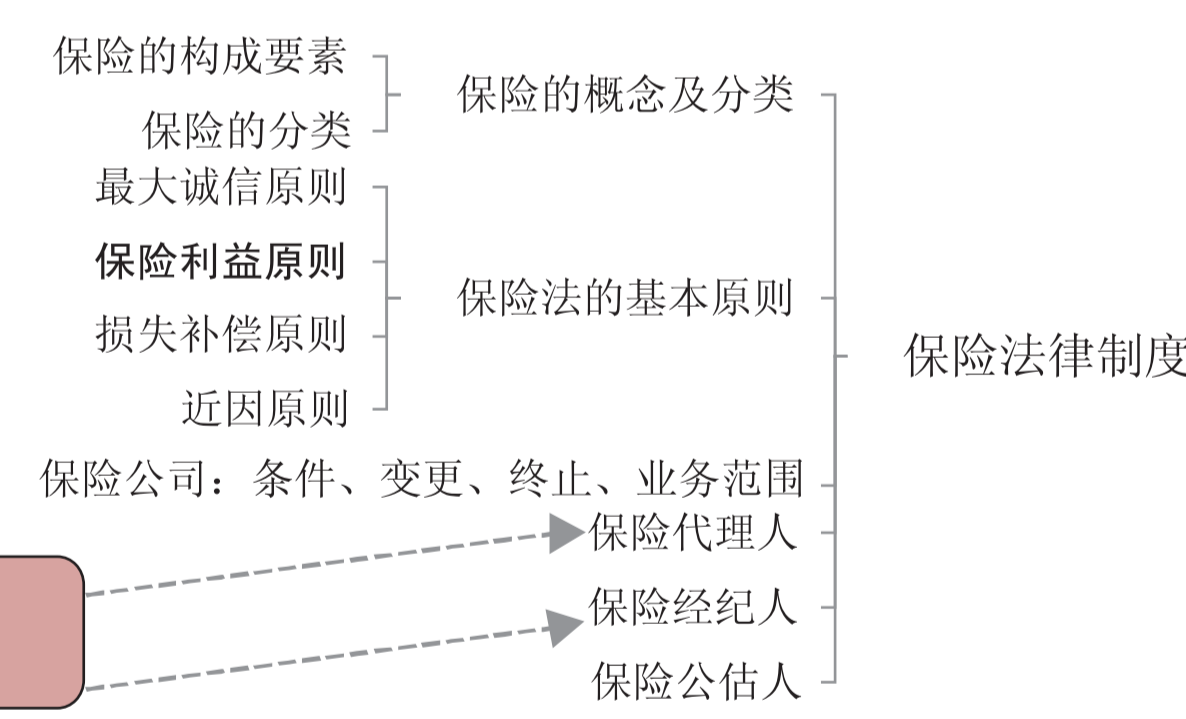 保险的构成要素
保险的概念及分类
保险的分类
最大诚信原则
保险利益原则
保险法的基本原则
损失补偿原则
保险法律制度
近因原则
保险公司：条件、变更、终止、业务范围
保险代理人
保险经纪人
保险公估人